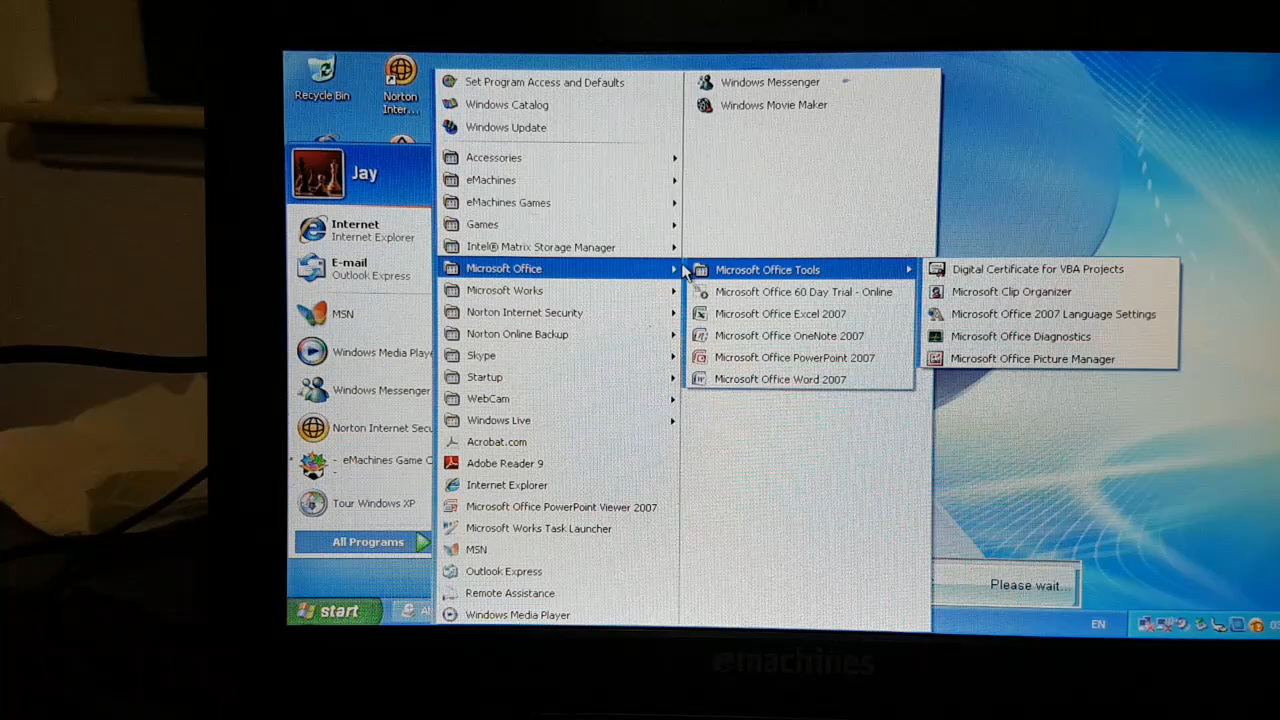 Recycle Bin
Norton
Inter...
Jay
Internet
Internet Explorer
E-mail
Outlook Express
MSN
Windows Media Playe
Windows Messenger
Norton Internet Secu
eMachines Game C
Tour Windows XP
All Programs
start
Set Program Access and Defaults
Windows Catalog
Windows Update
Accessories
eMachines
eMachines Games
Games
Intel® Matrix Storage Manager
Microsoft Office
Microsoft Works
Norton Internet Security
Norton Online Backup
Skype
Startup
WebCam
Windows Live
Acrobat.com
Adobe Reader 9
Internet Explorer
Microsoft Office PowerPoint Viewer 2007
Microsoft Works Task Launcher
MSN
Outlook Express
Remote Assistance
Windows Media Player
Windows Messenger
Windows Movie Maker
Microsoft Office Tools
Microsoft Office 60 Day Trial - Online
Microsoft Office Excel 2007
Microsoft Office OneNote 2007
Microsoft Office PowerPoint 2007
Microsoft Office Word 2007
Digital Certificate for VBA Projects
Microsoft Clip Organizer
Microsoft Office 2007 Language Settings
Microsoft Office Diagnostics
Microsoft Office Picture Manager
Please wait...
EN
emachines